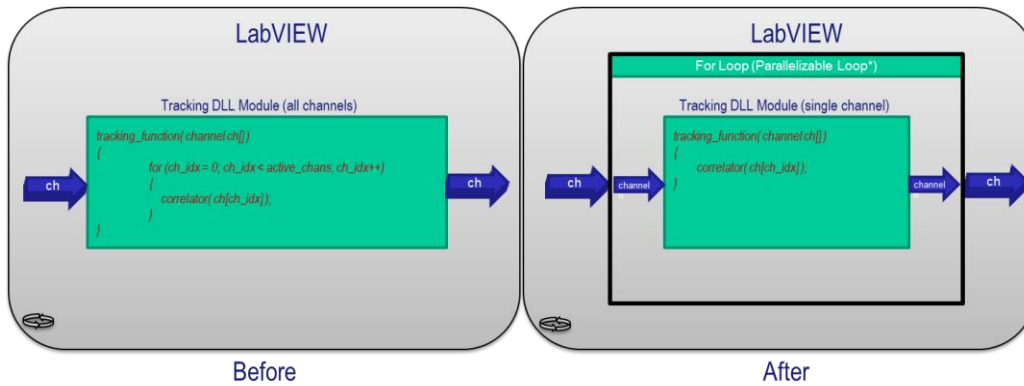 LabVIEW
Tracking DLL Module (all channels)
tracking_function( channel ch[] )
{
for (ch_idx = 0; ch_idx < active_chans; ch_idx++)
{
correlator( ch[ch_idx] );
}
}
ch
ch
Before
LabVIEW
For Loop (Parallelizable Loop*)
Tracking DLL Module (single channel)
tracking_function( channel ch[] )
{
correlator( ch[ch_idx] );
}
ch
channel
n
channel
n
ch
After